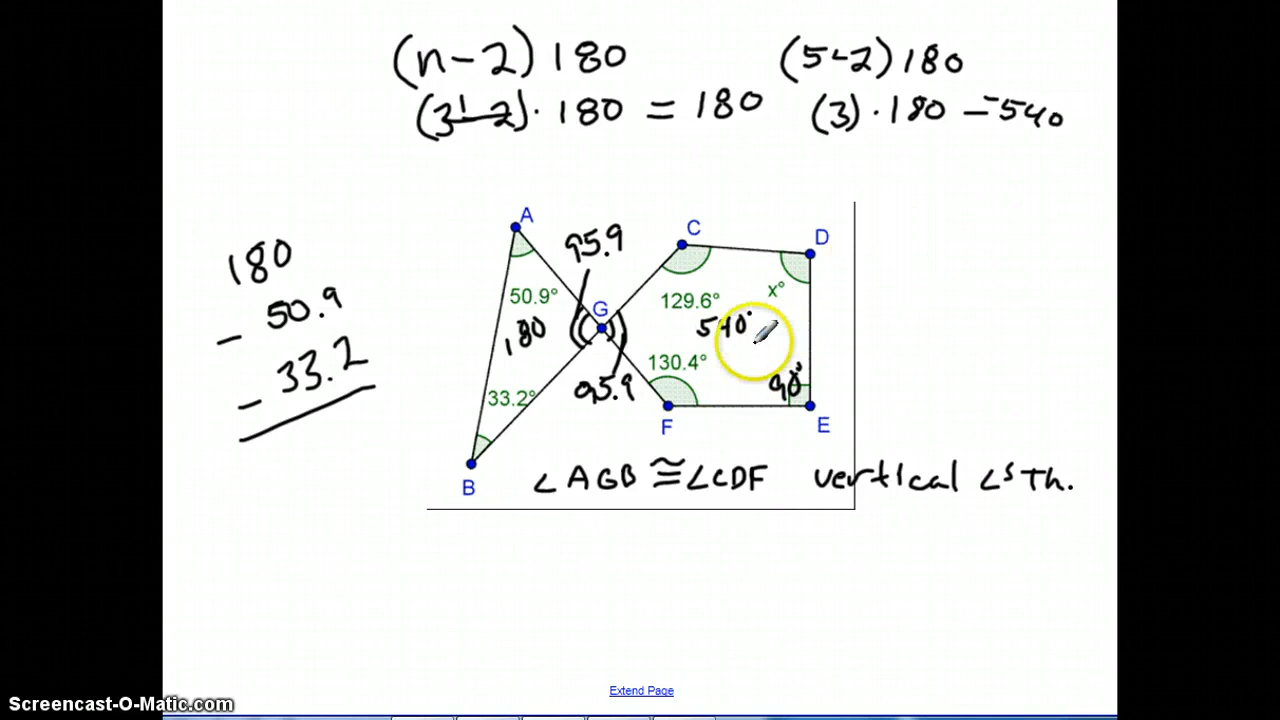 (n-2)180
(5-2)180
(3-2)·180=180
(3)·180=540
A
C
D
180
- 50.9
- 33.2
95.9
50.9°
G
129.6°
x°
180
540°
130.4°
33.2°
95.9
90°
F
E
B
∠AGB≅∠CDF vertical ∠s Th.
Extend Page
Screencast-O-Matic.com